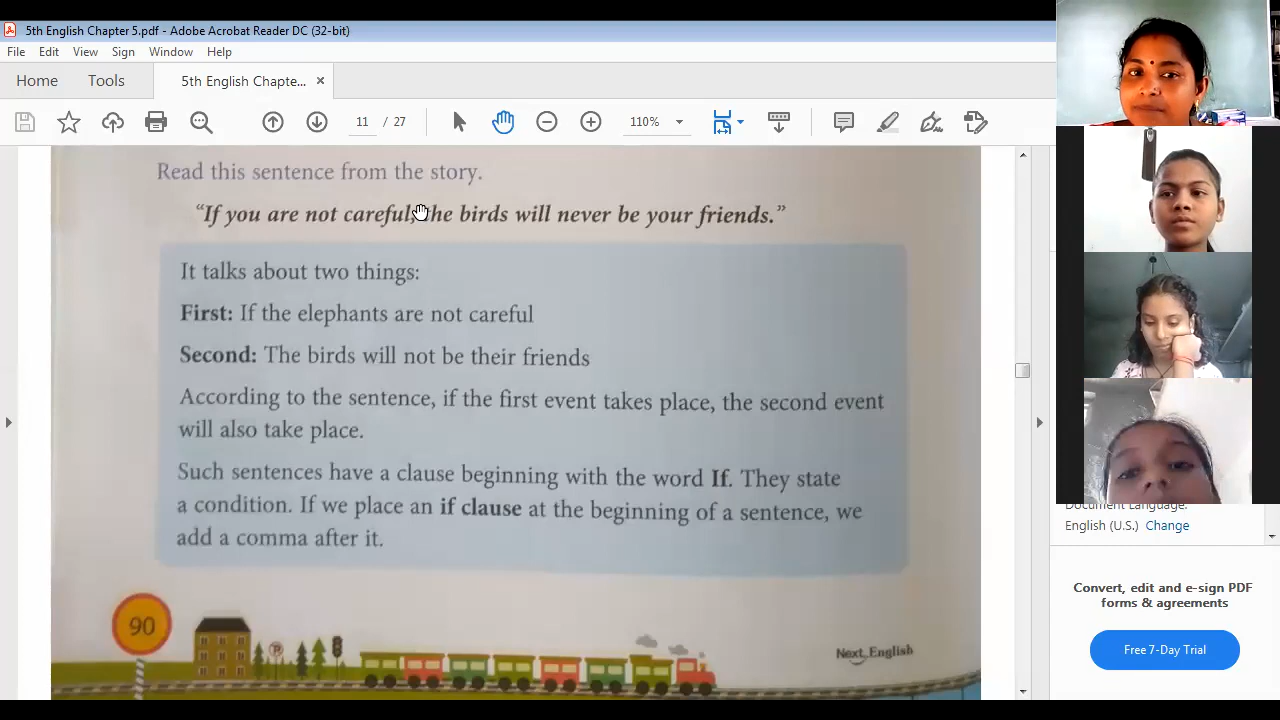 5th English Chapter 5.pdf - Adobe Acrobat Reader DC (32-bit)
File Edit View Sign Window Help
Home Tools 5th English Chapte... ×
11 / 27 110%
Read this sentence from the story.
“If you are not careful, the birds will never be your friends.”
It talks about two things:
First: If the elephants are not careful
Second: The birds will not be their friends
According to the sentence, if the first event takes place, the second event
will also take place.
Such sentences have a clause beginning with the word If. They state
a condition. If we place an if clause at the beginning of a sentence, we
add a comma after it.
90
Next English
Document Language:
English (U.S.) Change
Convert, edit and e-sign PDF
forms & agreements
Free 7-Day Trial